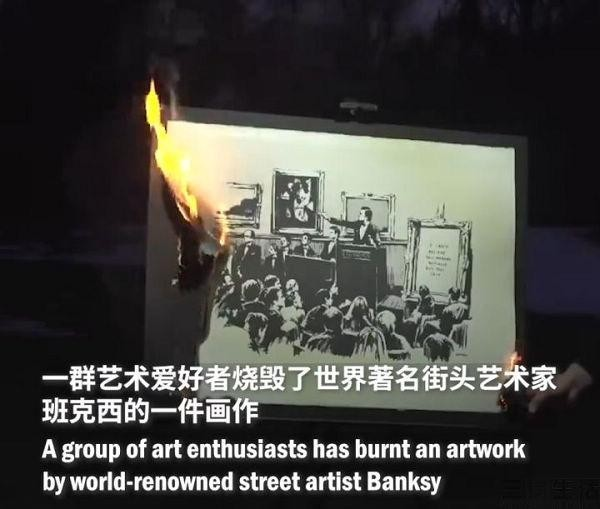 一群艺术爱好者烧毁了世界著名街头艺术家
班克西的一件画作
A group of art enthusiasts has burnt an artwork
by world-renowned street artist Banksy